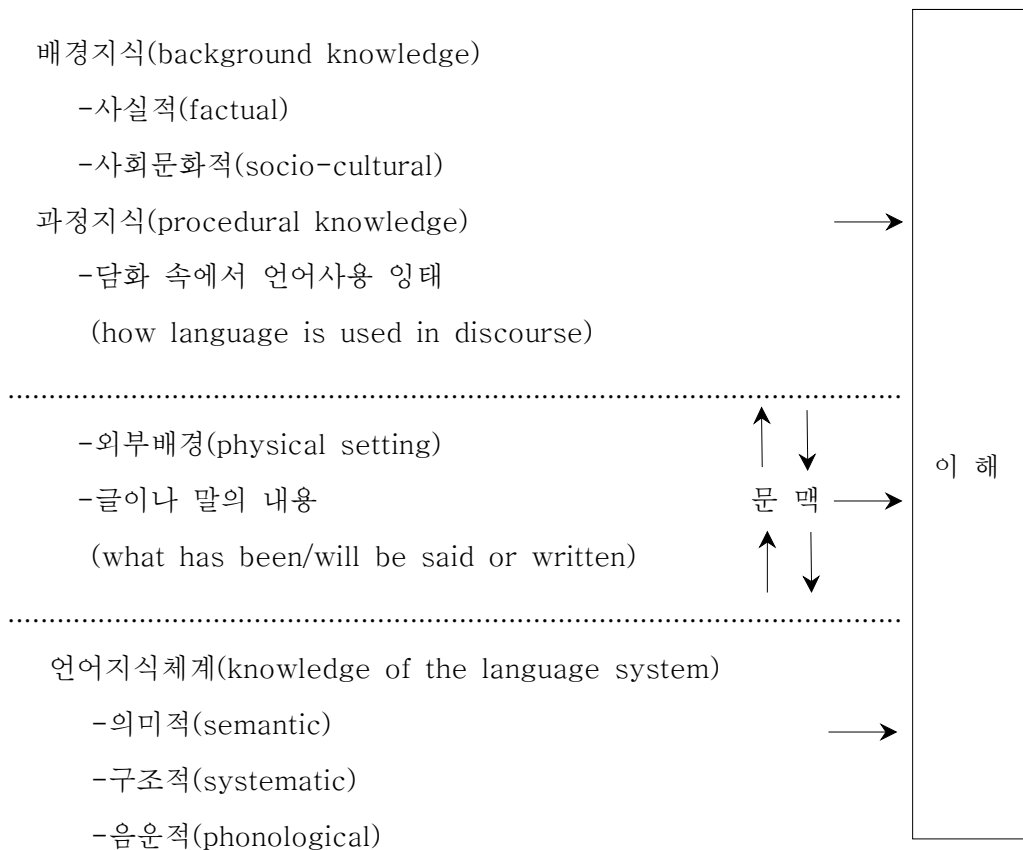 배경지식(background knowledge)
-사실적(factual)
-사회문화적(socio-cultural)
과정지식(procedural knowledge)
-담화 속에서 언어사용 잉태
(how language is used in discourse)
-외부배경(physical setting)
-글이나 말의 내용
문 맥
이 해
(what has been/will be said or written)
언어지식체계(knowledge of the language system)
-의미적(semantic)
-구조적(systematic)
-음운적(phonological)